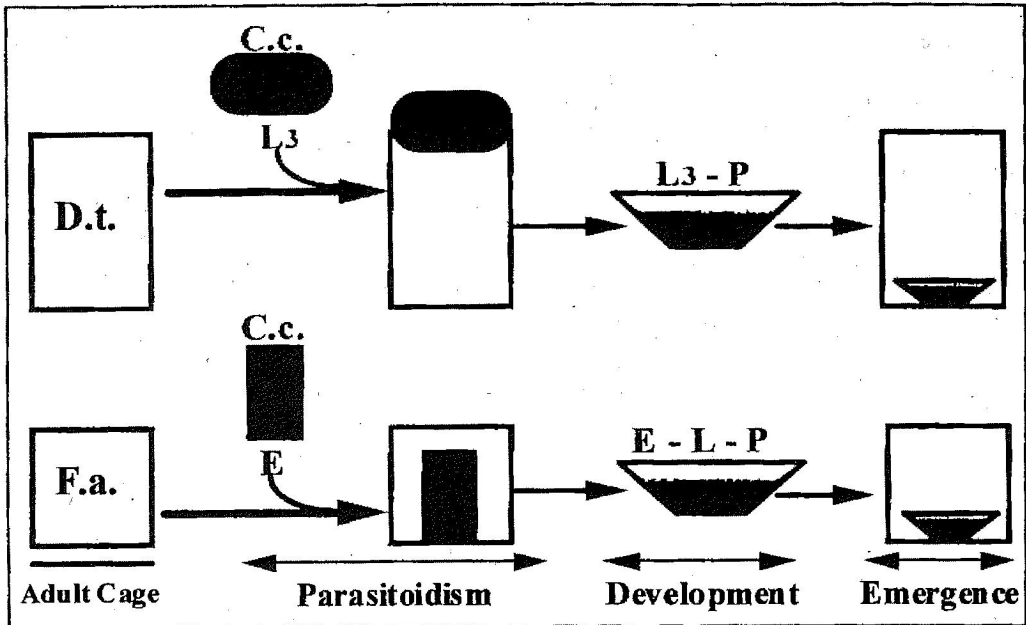 C.c.
L3
D.t.
L3 - P
C.c.
E
F.a.
E - L - P
Adult Cage
Parasitoidism
Development
Emergence